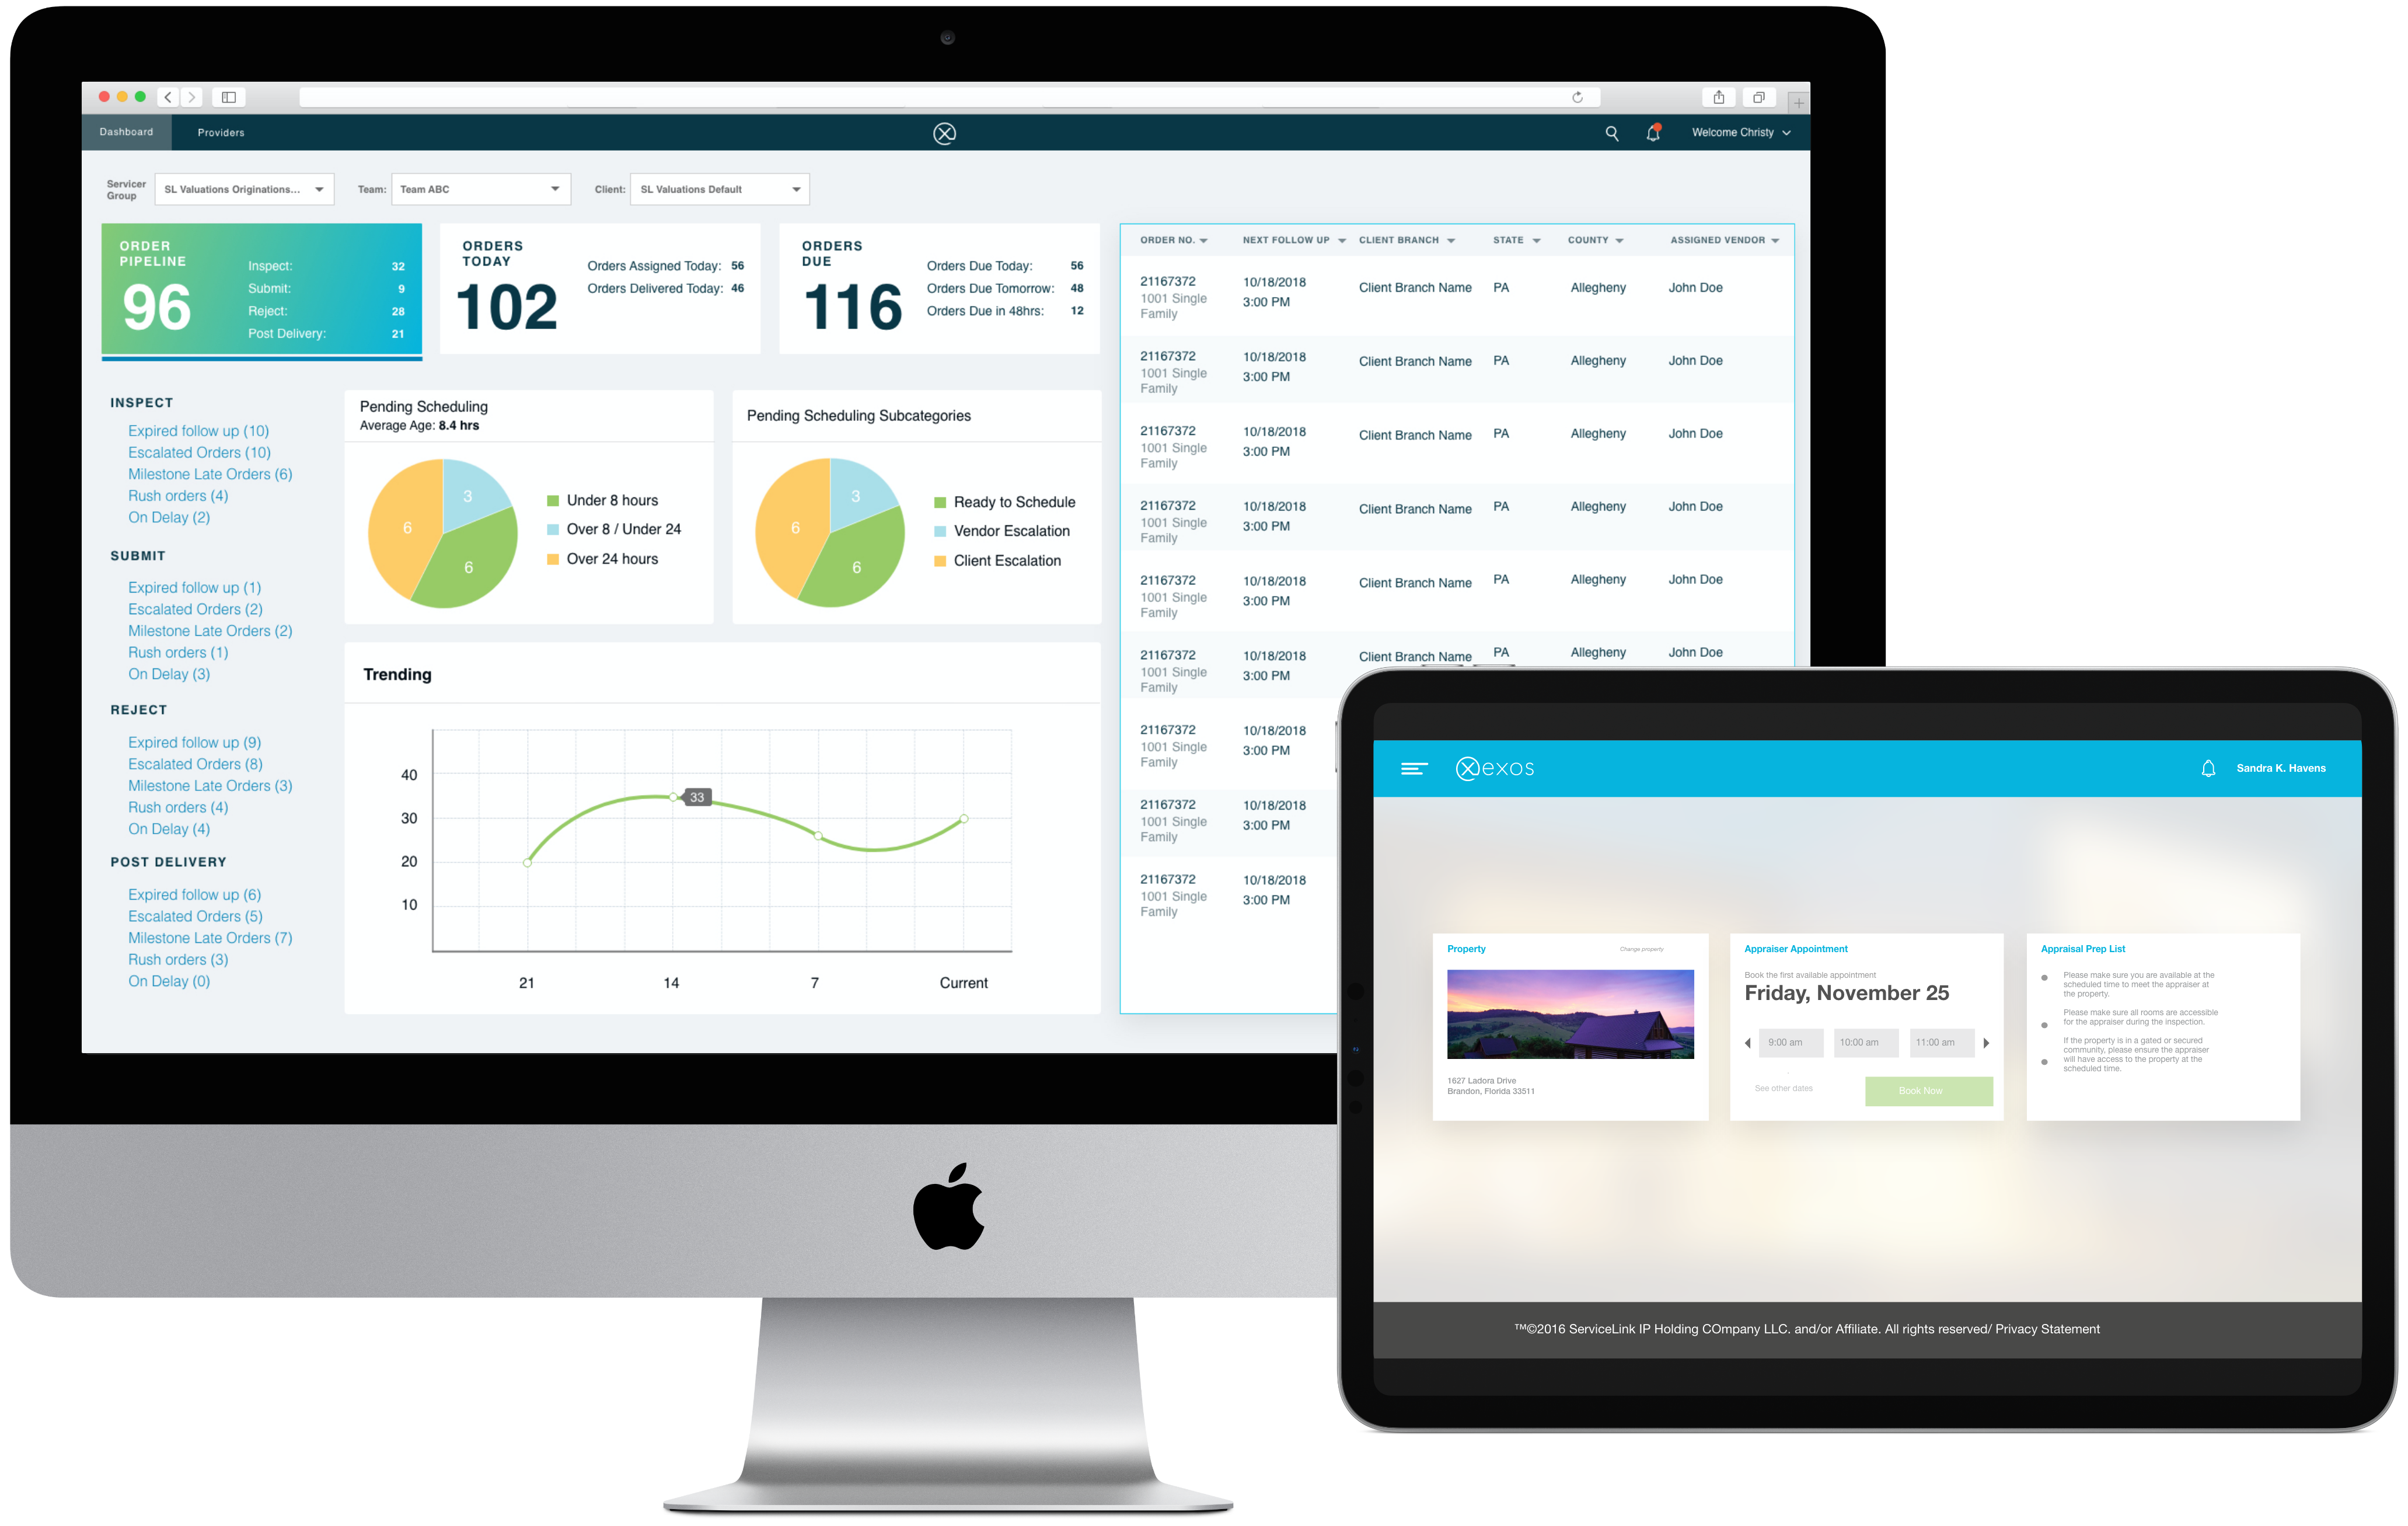 Dashboard
Providers
Welcome Christy
Servicer
Group
SL Valuations Originations...
Team:
Team ABC
Client:
SL Valuations Default
ORDER
PIPELINE
96
Inspect: 32
Submit: 9
Reject: 28
Post Delivery: 21
ORDERS
TODAY
102
Orders Assigned Today: 56
Orders Delivered Today: 46
ORDERS
DUE
116
Orders Due Today: 56
Orders Due Tomorrow: 48
Orders Due in 48hrs: 12
INSPECT
Expired follow up (10)
Escalated Orders (10)
Milestone Late Orders (6)
Rush orders (4)
On Delay (2)
SUBMIT
Expired follow up (1)
Escalated Orders (2)
Milestone Late Orders (2)
Rush orders (1)
On Delay (3)
REJECT
Expired follow up (9)
Escalated Orders (8)
Milestone Late Orders (3)
Rush orders (4)
On Delay (4)
POST DELIVERY
Expired follow up (6)
Escalated Orders (5)
Milestone Late Orders (7)
Rush orders (3)
On Delay (0)
Pending Scheduling
Average Age: 8.4 hrs
3
6
6
Under 8 hours
Over 8 / Under 24
Over 24 hours
Pending Scheduling Subcategories
3
6
6
Ready to Schedule
Vendor Escalation
Client Escalation
Trending
40
30
20
10
33
21 14 7 Current
ORDER NO. NEXT FOLLOW UP CLIENT BRANCH STATE COUNTY ASSIGNED VENDOR
21167372 10/18/2018 Client Branch Name PA Allegheny John Doe
1001 Single 3:00 PM
Family
21167372 10/18/2018 Client Branch Name PA Allegheny John Doe
1001 Single 3:00 PM
Family
21167372 10/18/2018 Client Branch Name PA Allegheny John Doe
1001 Single 3:00 PM
Family
21167372 10/18/2018 Client Branch Name PA Allegheny John Doe
1001 Single 3:00 PM
Family
21167372 10/18/2018 Client Branch Name PA Allegheny John Doe
1001 Single 3:00 PM
Family
21167372 10/18/2018 Client Branch Name PA Allegheny John Doe
1001 Single 3:00 PM
Family
21167372 10/18/2018
1001 Single 3:00 PM
Family
21167372 10/18/2018
1001 Single 3:00 PM
Family
21167372 10/18/2018
1001 Single 3:00 PM
Family
exos
Sandra K. Havens
Property
Change property
1627 Ladora Drive
Brandon, Florida 33511
Appraiser Appointment
Book the first available appointment
Friday, November 25
9:00 am 10:00 am 11:00 am
See other dates
Book Now
Appraisal Prep List
Please make sure you are available at the
scheduled time to meet the appraiser at
the property.
Please make sure all rooms are accessible
for the appraiser during the inspection.
If the property is in a gated or secured
community, please ensure the appraiser
will have access to the property at the
scheduled time.
™©2016 ServiceLink IP Holding COmpany LLC. and/or Affiliate. All rights reserved/ Privacy Statement